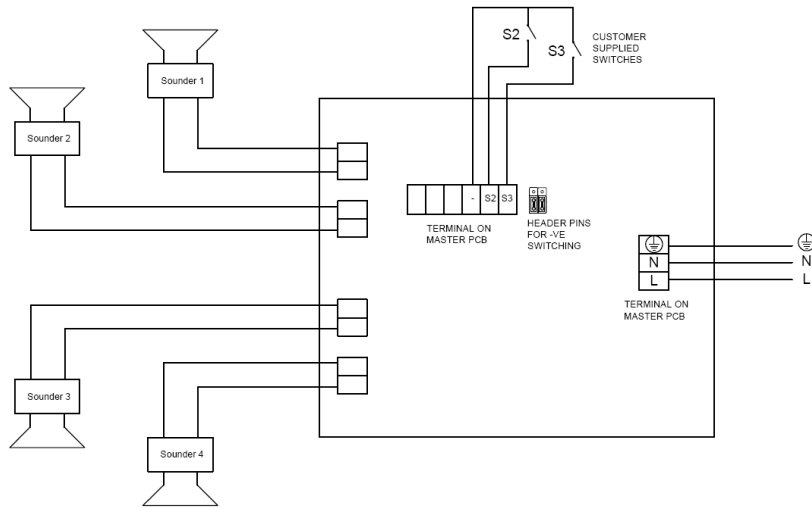 S2
S3
CUSTOMER
SUPPLIED
SWITCHES
Sounder 1
Sounder 2
- S2 S3
TERMINAL ON
MASTER PCB
HEADER PINS
FOR -VE
SWITCHING
N
L
N
L
TERMINAL ON
MASTER PCB
Sounder 3
Sounder 4